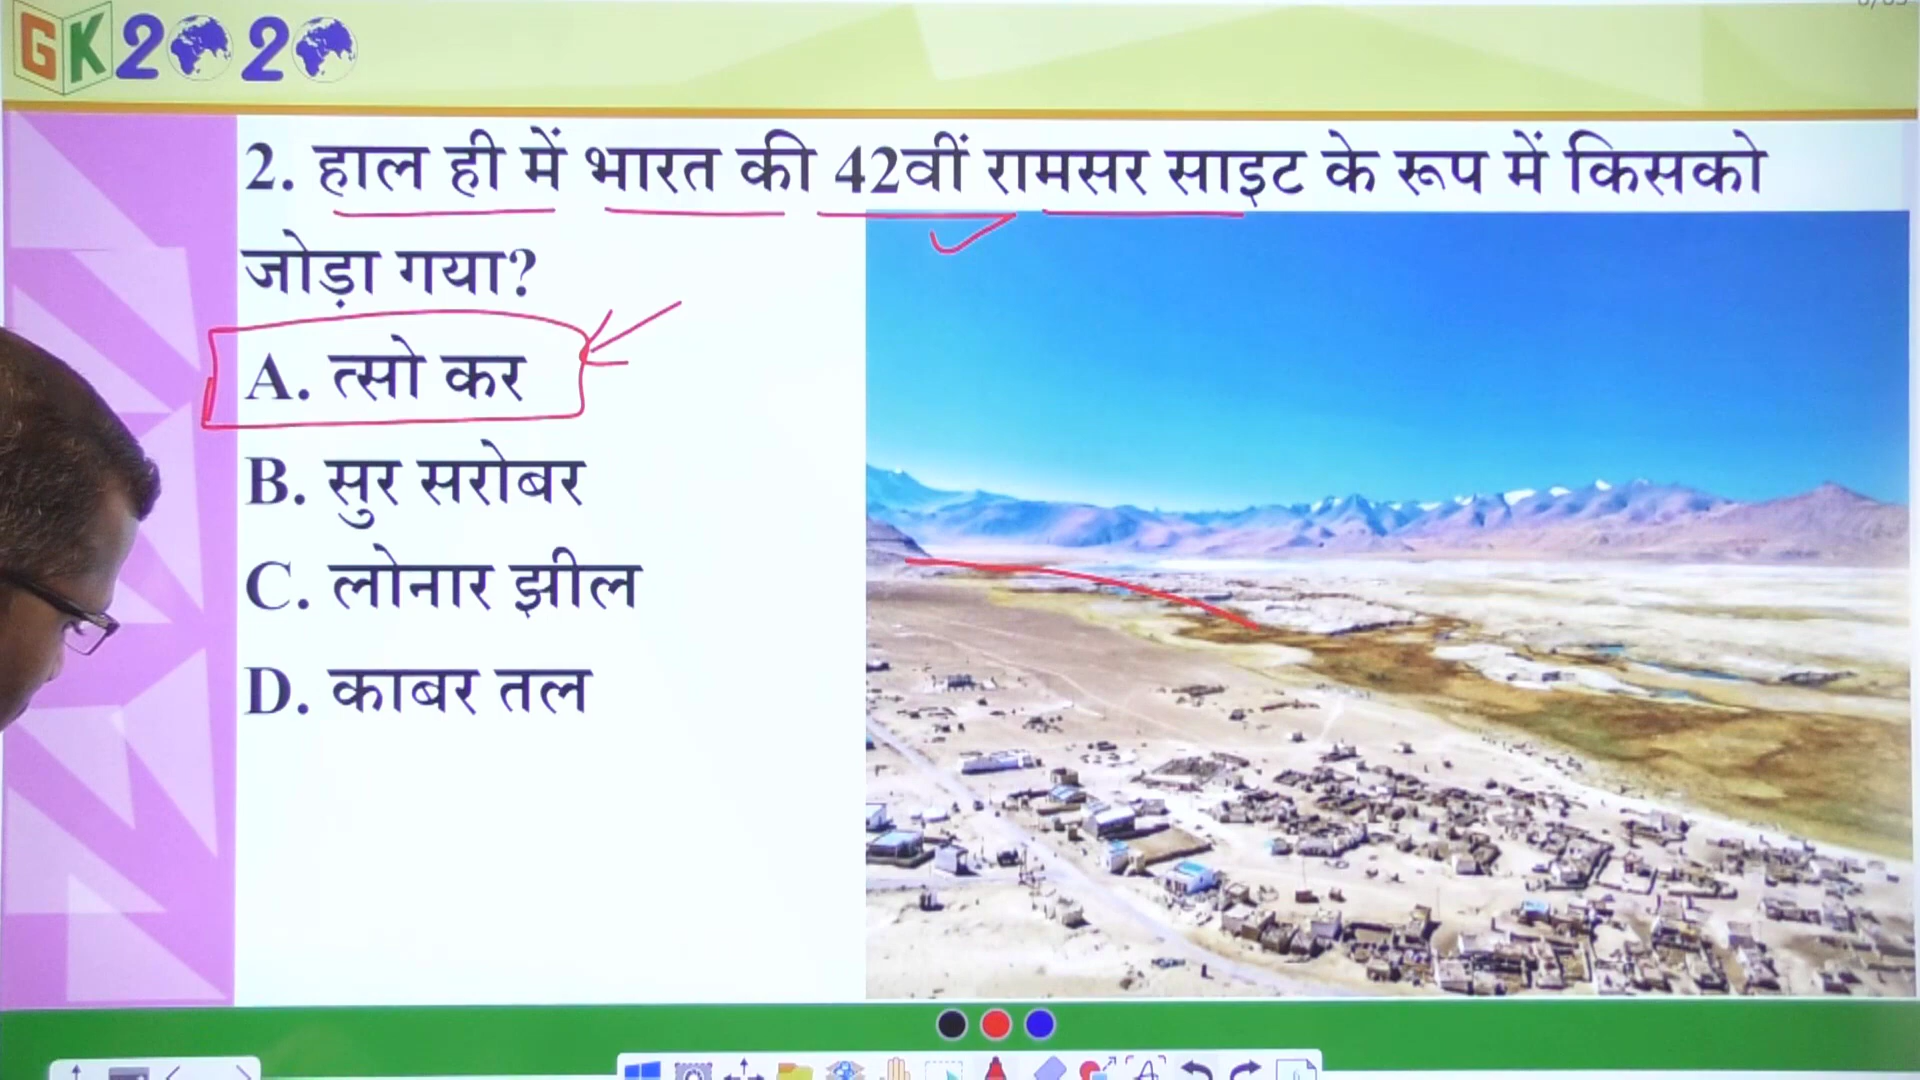 GK2020
2. हाल ही में भारत की 42वीं रामसर साइट के रूप में किसको
जोड़ा गया?
A. त्सो कर
B. सुर सरोबर
C. लोनार झील
D. काबर तल